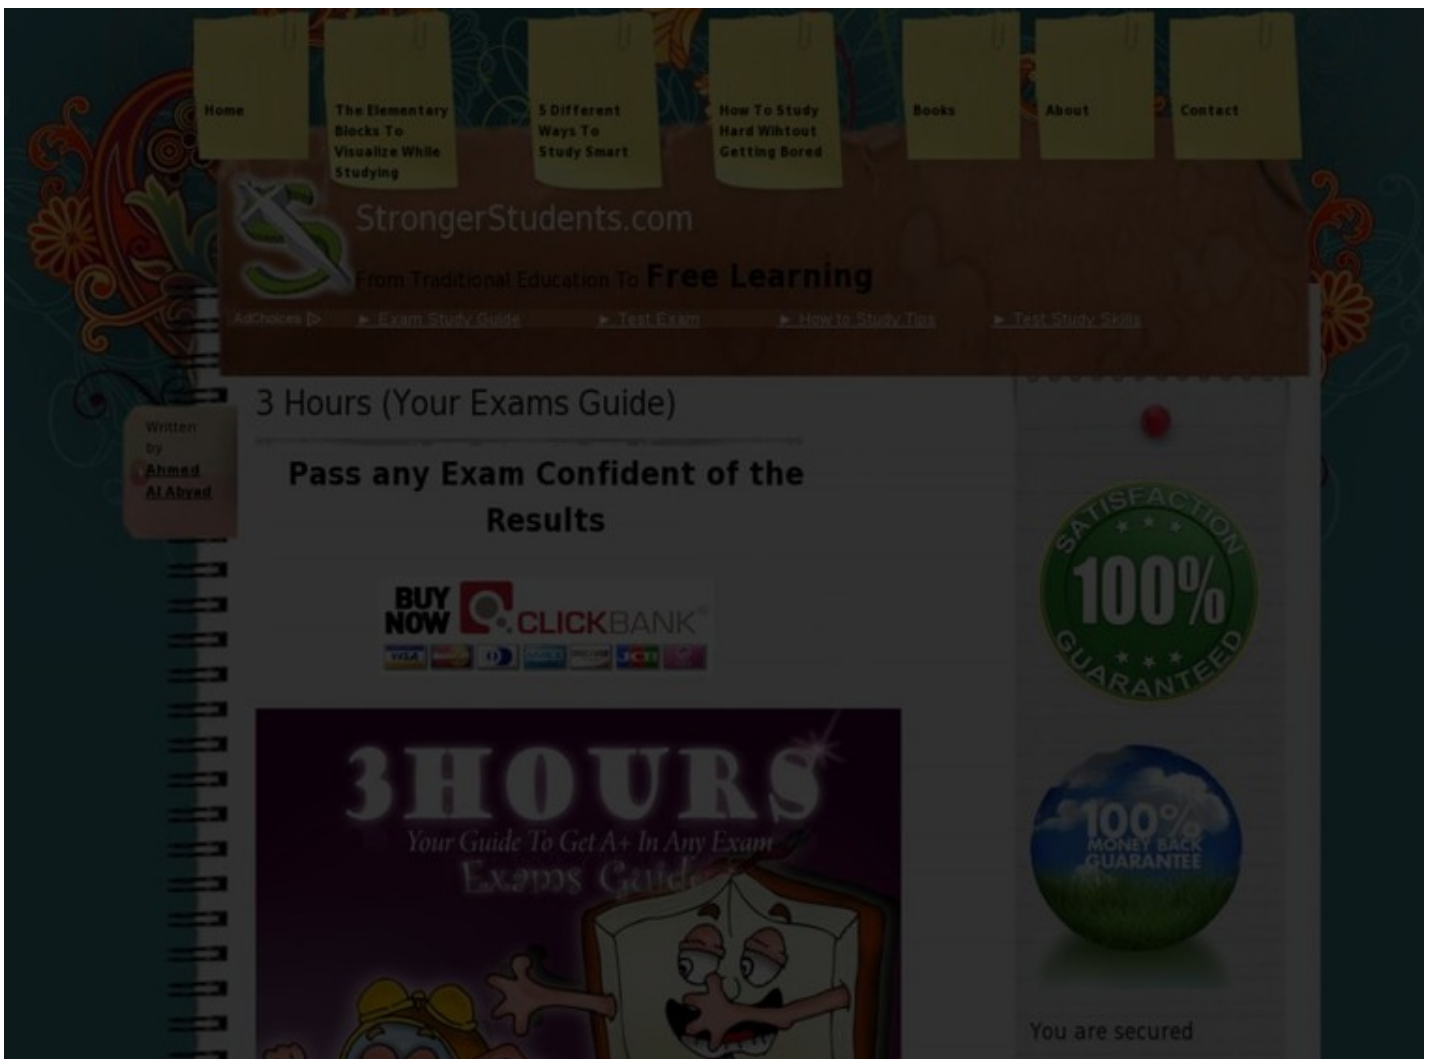 Home
The Elementary
Blocks To
Visualize While
Studying
5 Different
Ways To
Study Smart
How To Study
Hard Wihtout
Getting Bored
Books
About
Contact
StrongerStudents.com
From Traditional Education To Free Learning
AdChoices
► Exam Study Guide
► Test Exam
► How to Study Tips
► Test Study Skills
3 Hours (Your Exams Guide)
Written
by
Ahmed
Al Abyad
Pass any Exam Confident of the
Results
BUY
NOW
CLICKBANK®
VISA
DISCOVER
JCB
SATISFACTION
100%
GUARANTEED
3HOURS
Your Guide To Get A+ In Any Exam
Exams Guide
100%
MONEY BACK
GUARANTEE
You are secured